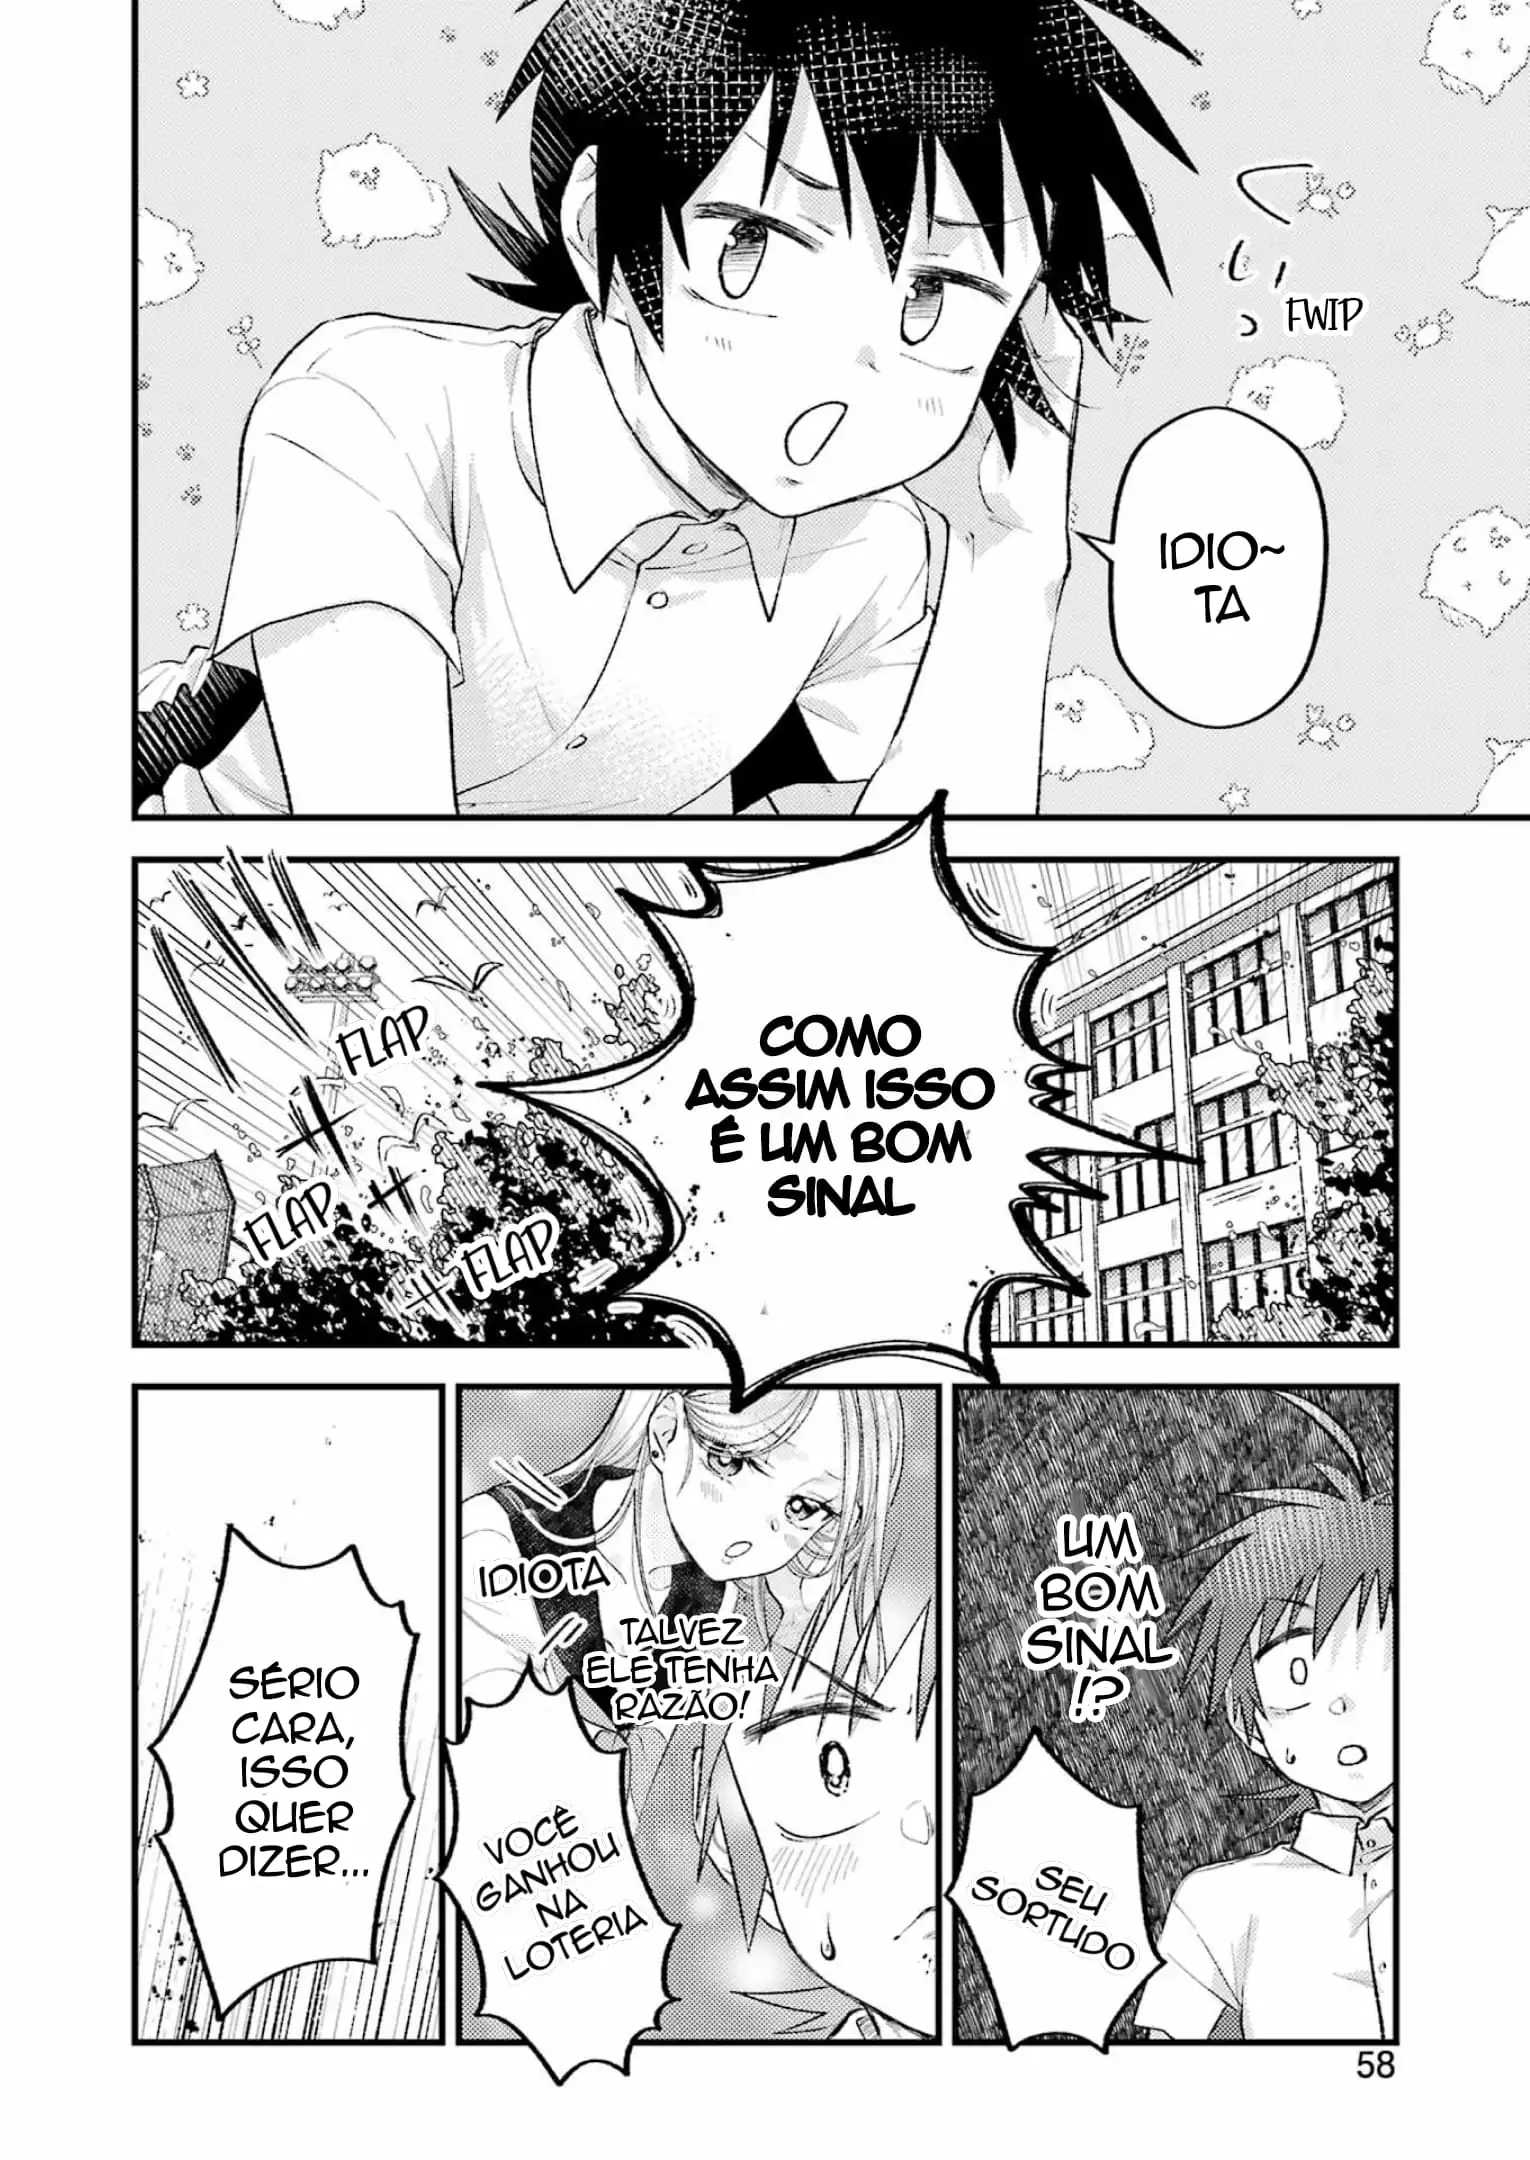 FWIP
IDIO~
TA
COMO
ASSIM ISSO
É UM BOM
SINAL
FLAP
FLAP
FLAP
UM
BOM
SINAL
!?
SEU
SORTUDO
IDIOTA
TALVEZ
ELE TENHA
RAZÃO!
VOCÊ
GANHOU
NA
LOTERIA
SÉRIO
CARA,
ISSO
QUER
DIZER...
58